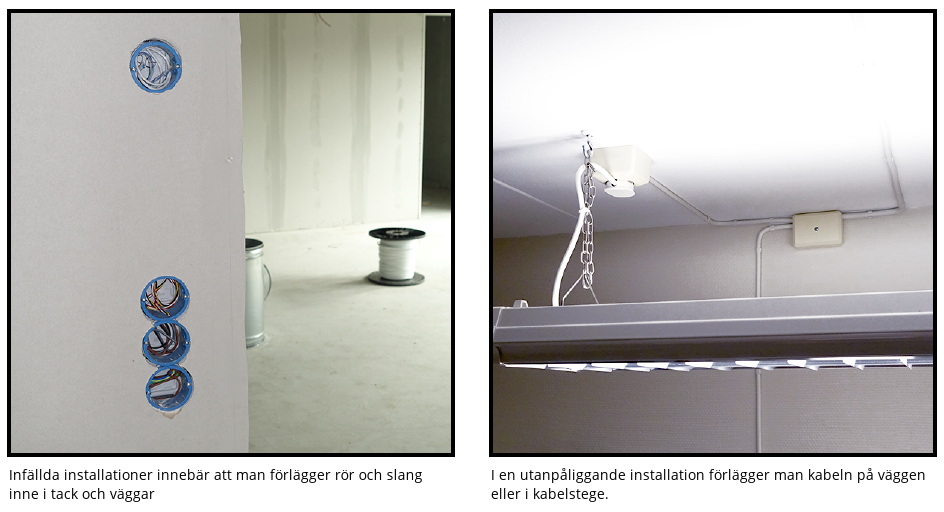 Infällda installationer innebär att man förlägger rör och slang
inne i tack och väggar
I en utanpåliggande installation förlägger man kabeln på väggen
eller i kabelstege.